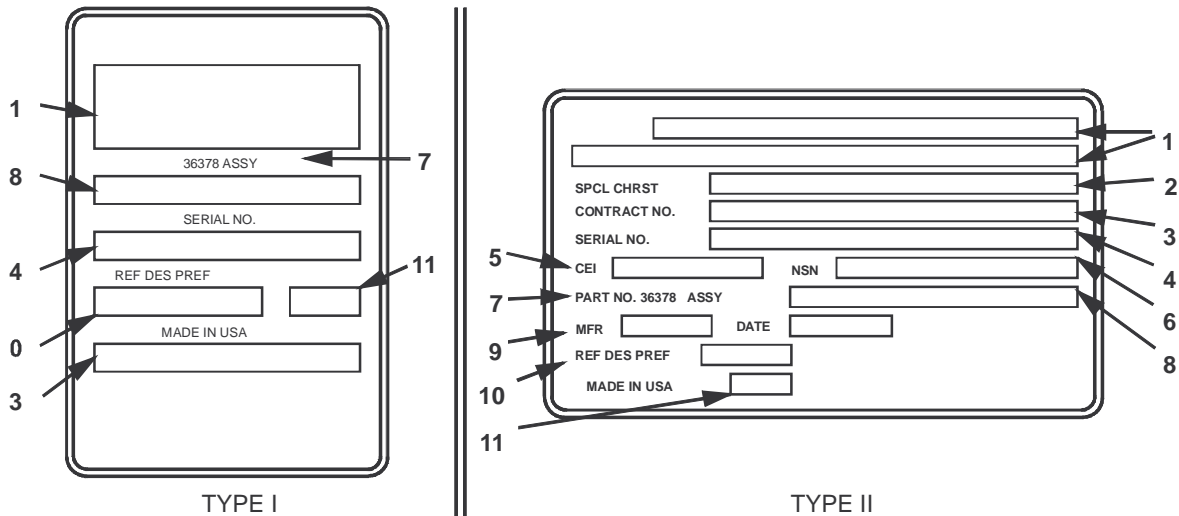 1
36378 ASSY
7
8
SERIAL NO.
4
REF DES PREF
11
0
MADE IN USA
3
TYPE I
1
SPCL CHRST
2
CONTRACT NO.
3
SERIAL NO.
4
5
CEI
NSN
6
7
PART NO. 36378 ASSY
8
9
MFR
DATE
10
REF DES PREF
MADE IN USA
11
TYPE II